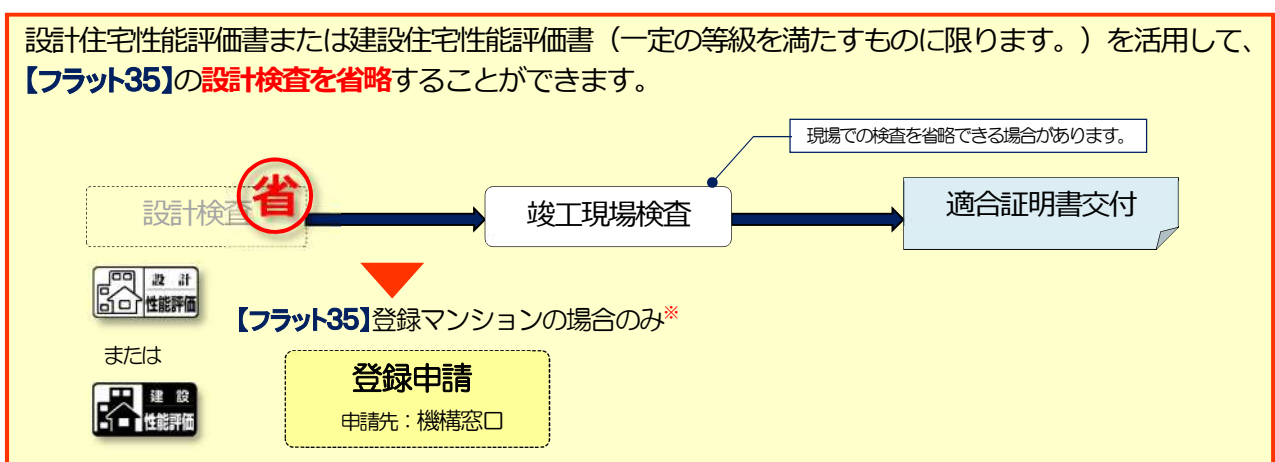 設計住宅性能評価書または建設住宅性能評価書（一定の等級を満たすものに限ります。）を活用して、
【フラット35】の設計検査を省略することができます。
現場での検査を省略できる場合があります。
設計検査
省
竣工現場検査
適合証明書交付
設計
性能評価
【フラット35】登録マンションの場合のみ※
または
登録申請
申請先：機構窓口
建設
性能評価